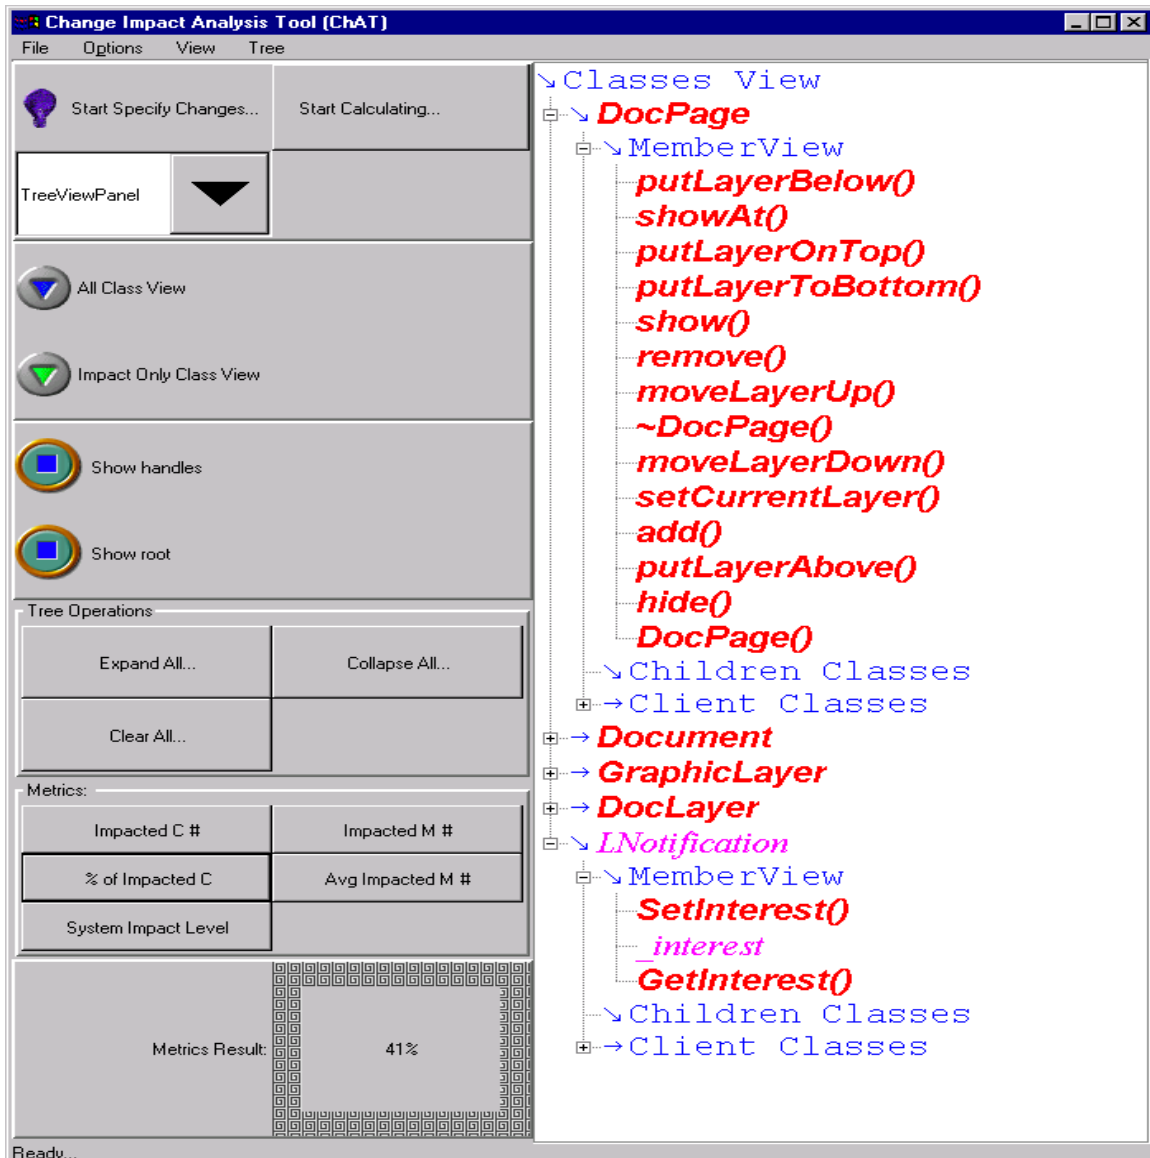 Change Impact Analysis Tool (ChAT)
File Options View Tree
Start Specify Changes...
Start Calculating...
TreeViewPanel
All Class View
Impact Only Class View
Show handles
Show root
Tree Operations
Expand All...
Collapse All...
Clear All...
Metrics:
Impacted C #
Impacted M #
% of Impacted C
Avg Impacted M #
System Impact Level
Metrics Result:
41%
Classes View
DocPage
MemberView
putLayerBelow()
showAt()
putLayerOnTop()
putLayerToBottom()
show()
remove()
moveLayerUp()
~DocPage()
moveLayerDown()
setCurrentLayer()
add()
putLayerAbove()
hide()
DocPage()
Children Classes
Client Classes
Document
GraphicLayer
DocLayer
LNotification
MemberView
SetInterest()
_interest
GetInterest()
Children Classes
Client Classes
Ready...